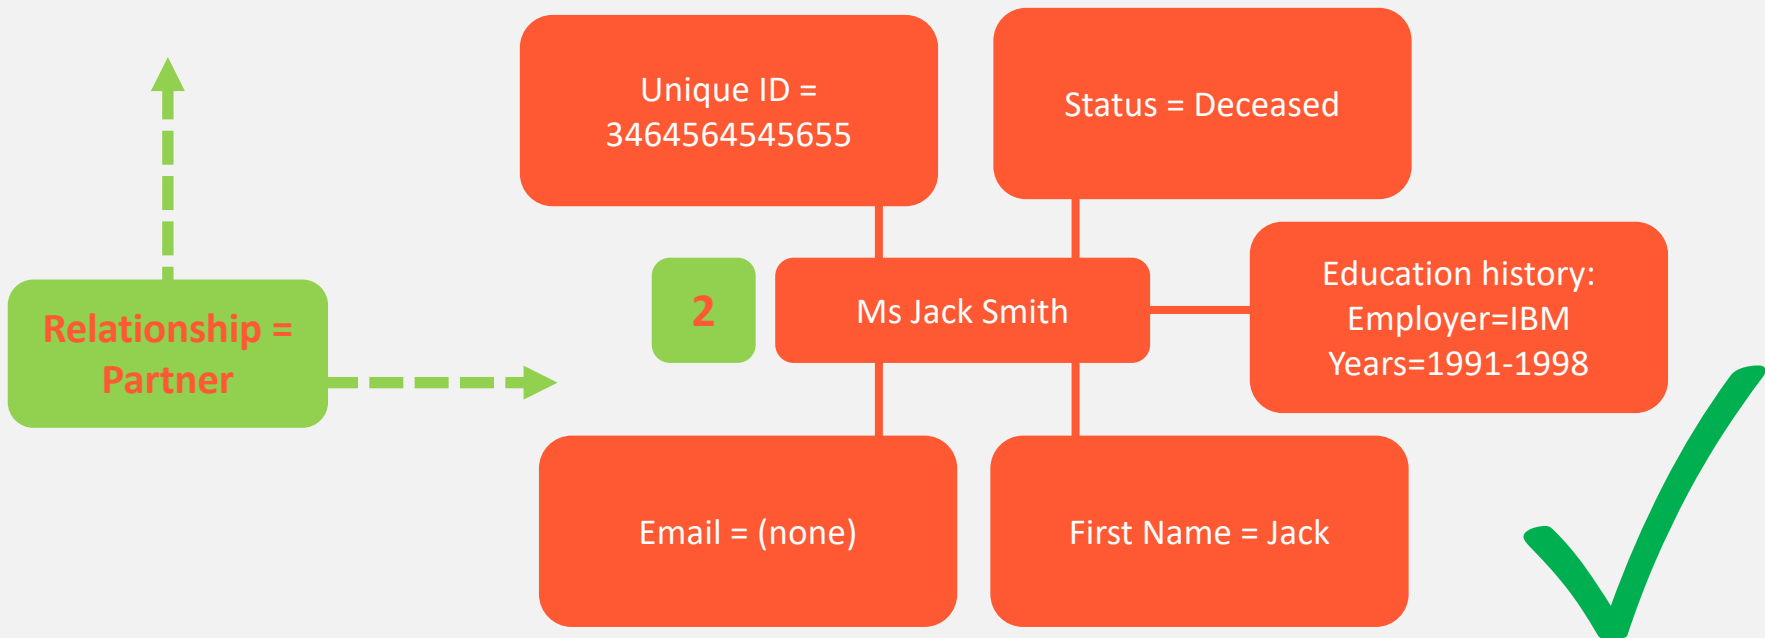 Unique ID =
3464564545655
Status = Deceased
Relationship =
Partner
2
Ms Jack Smith
Education history:
Employer=IBM
Years=1991-1998
Email = (none)
First Name = Jack